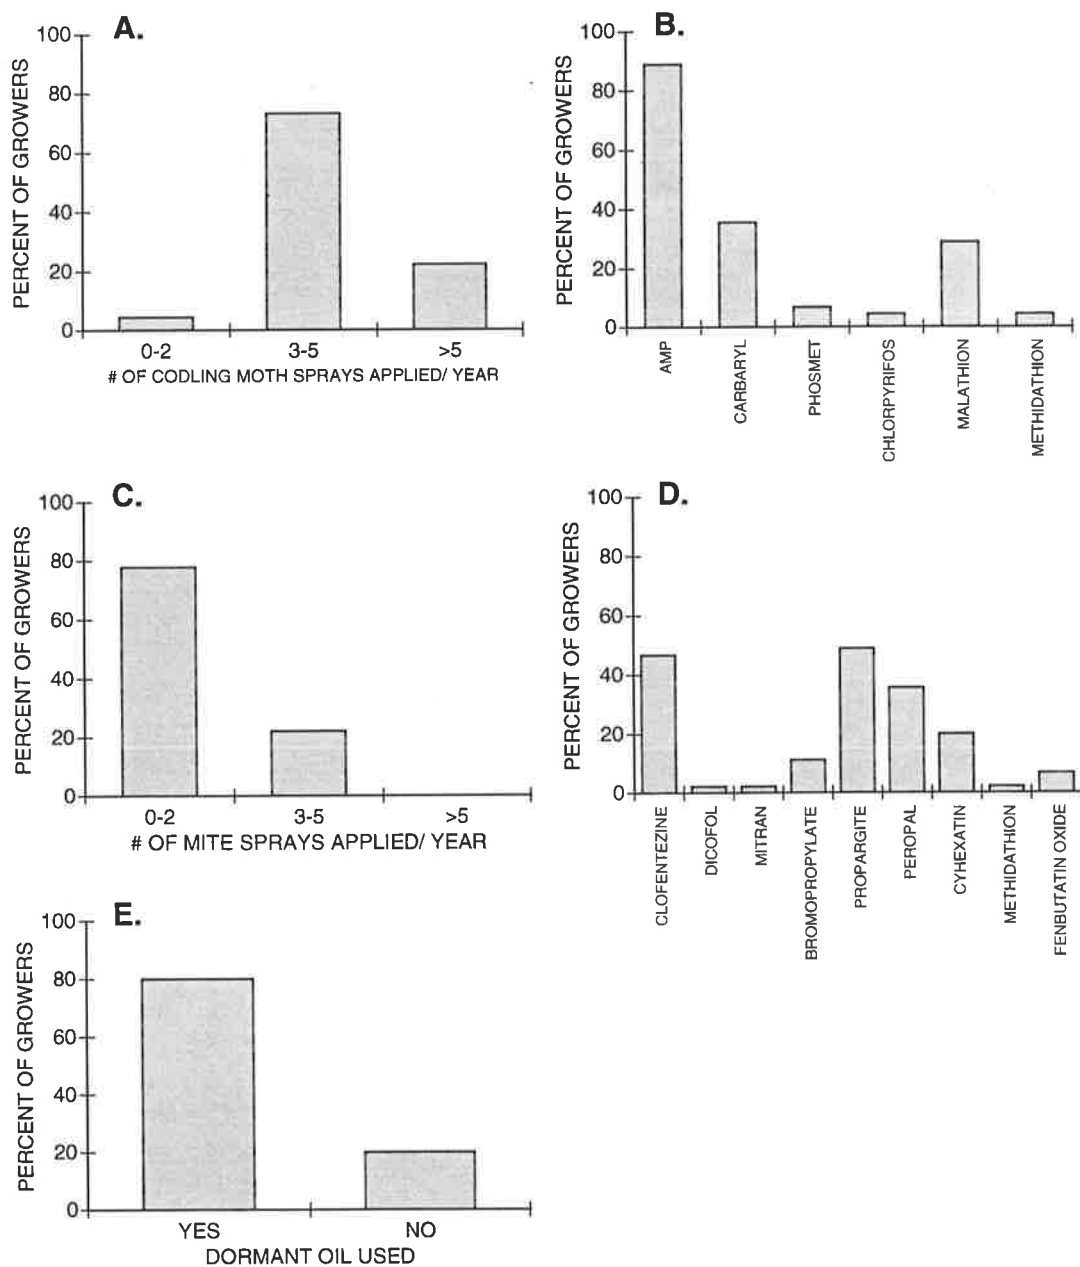 A.
PERCENT OF GROWERS
100
80
60
40
20
0
0-2
3-5
>5
# OF CODLING MOTH SPRAYS APPLIED/ YEAR
B.
PERCENT OF GROWERS
100
80
60
40
20
0
AMP
CARBARYL
PHOSMET
CHLORPYRIFOS
MALATHION
METHIDATHION
C.
PERCENT OF GROWERS
100
80
60
40
20
0
0-2
3-5
>5
# OF MITE SPRAYS APPLIED/ YEAR
D.
PERCENT OF GROWERS
100
80
60
40
20
0
CLOFENTEZINE
DICOFOL
MITRAN
BROMOPROPYLATE
PROPARGITE
PEROPAL
CYHEXATIN
METHIDATHION
FENBUTATIN OXIDE
E.
PERCENT OF GROWERS
100
80
60
40
20
0
YES
NO
DORMANT OIL USED